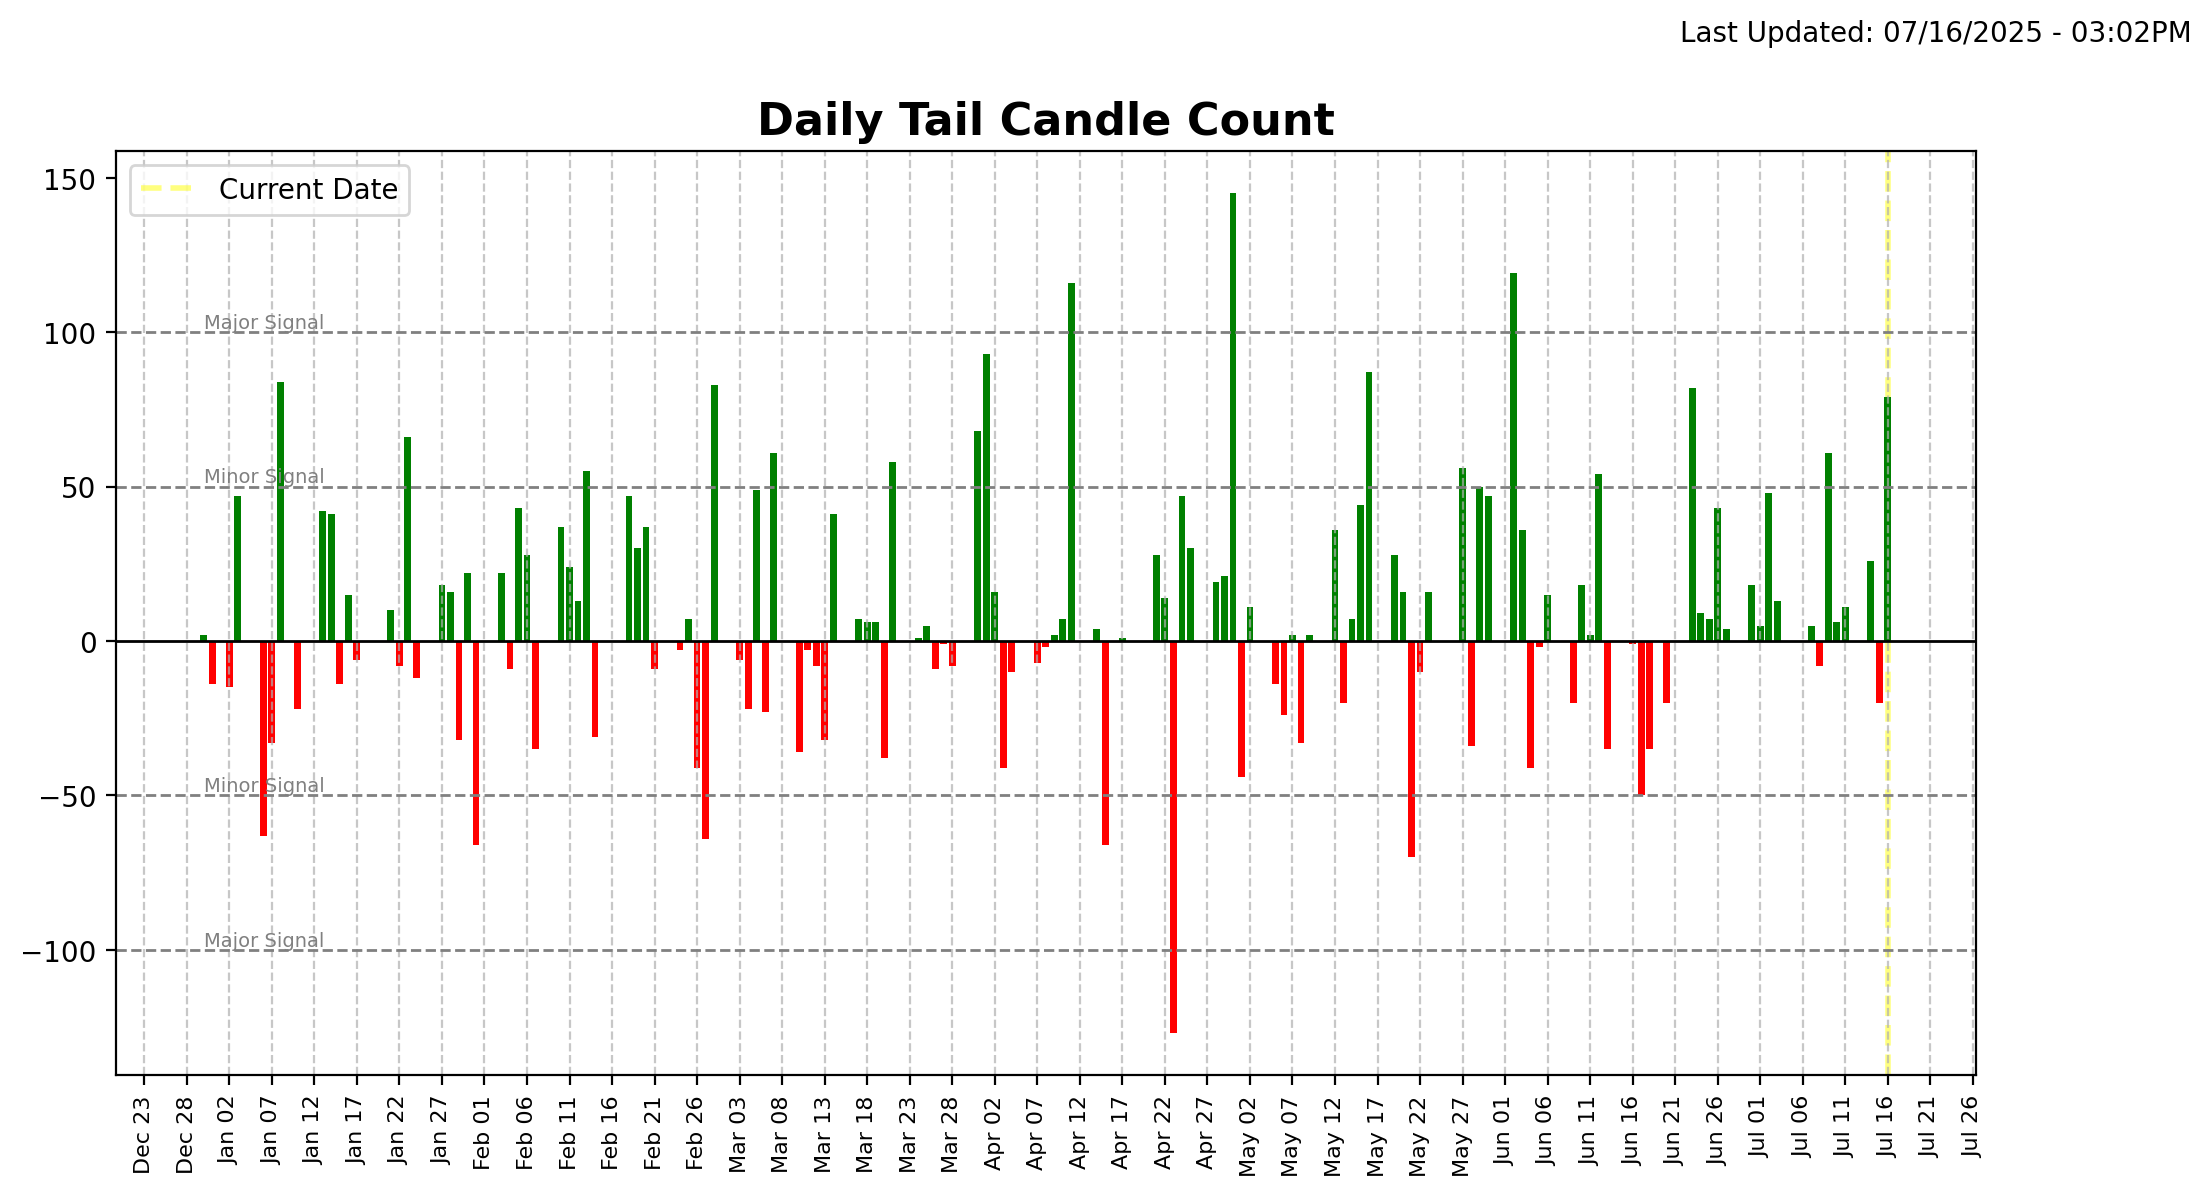 Last Updated: 07/16/2025 - 03:02PM
Daily Tail Candle Count
Current Date
150
100
50
0
−50
−100
Major Signal
Minor Signal
Minor Signal
Major Signal
Dec 23
Dec 28
Jan 02
Jan 07
Jan 12
Jan 17
Jan 22
Jan 27
Feb 01
Feb 06
Feb 11
Feb 16
Feb 21
Feb 26
Mar 03
Mar 08
Mar 13
Mar 18
Mar 23
Mar 28
Apr 02
Apr 07
Apr 12
Apr 17
Apr 22
Apr 27
May 02
May 07
May 12
May 17
May 22
May 27
Jun 01
Jun 06
Jun 11
Jun 16
Jun 21
Jun 26
Jul 01
Jul 06
Jul 11
Jul 16
Jul 21
Jul 26